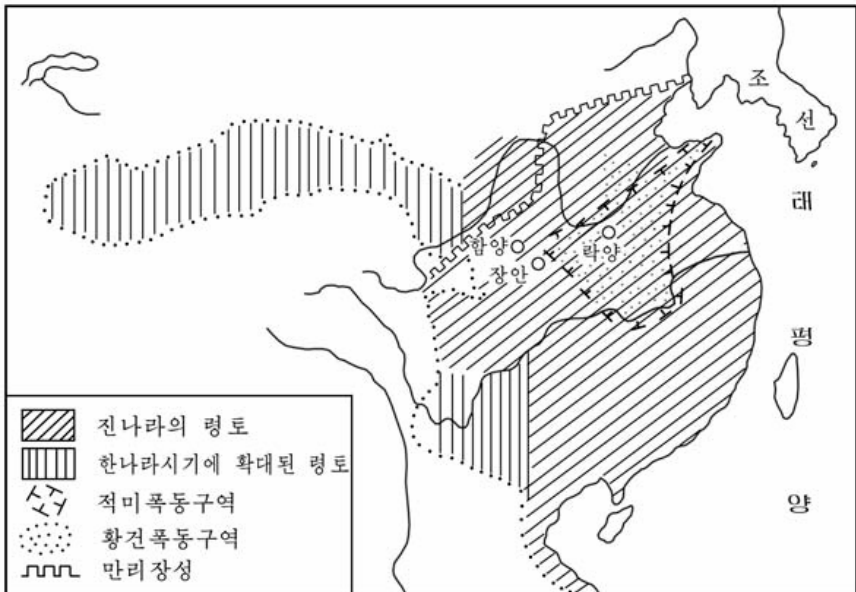 조
선
태
평
양
함양
장안
락양
진나라의 령토
한나라시기에 확대된 령토
적미폭동구역
황건폭동구역
만리장성